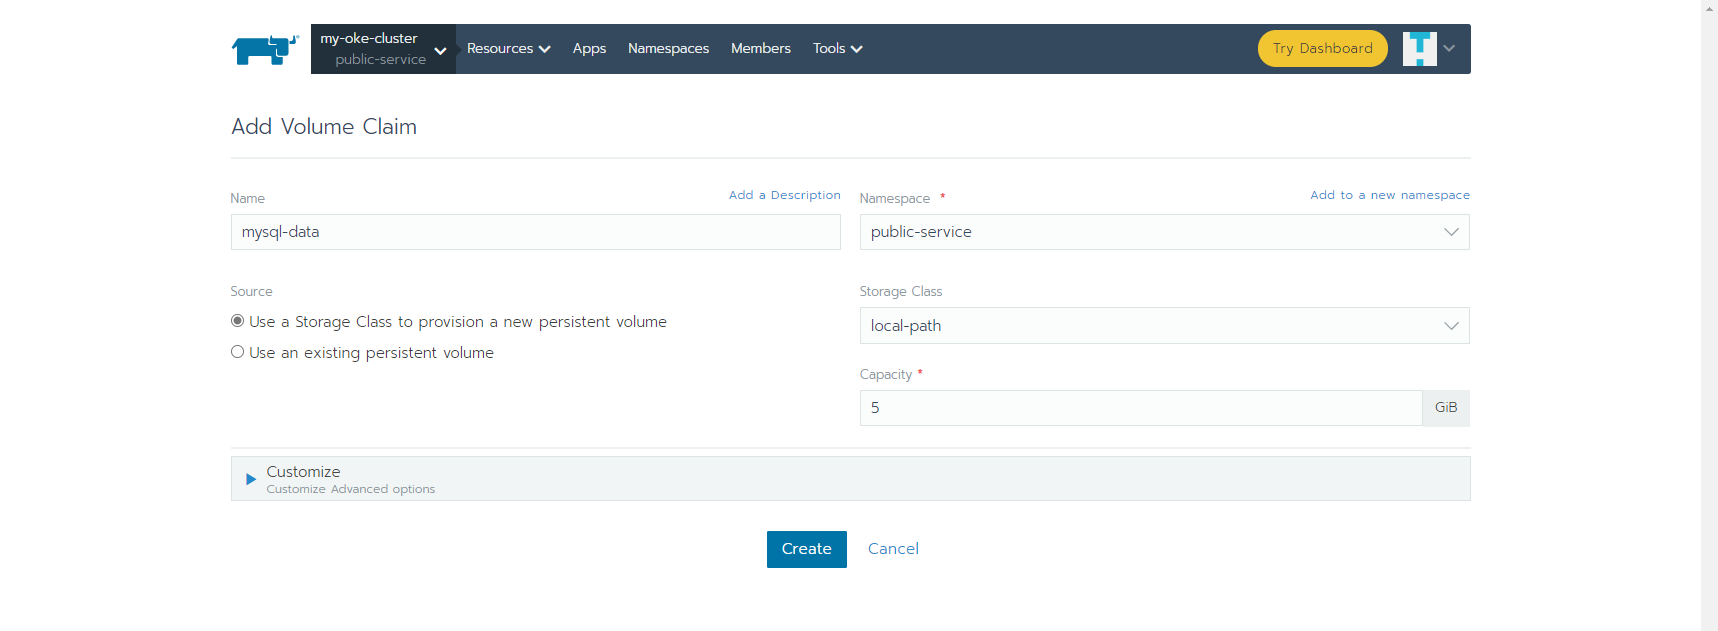 my-oke-cluster
public-service
Resources Apps Namespaces Members Tools Try Dashboard
Add Volume Claim
Name Add a Description
mysql-data
Namespace * Add to a new namespace
public-service
Source
Use a Storage Class to provision a new persistent volume
Use an existing persistent volume
Storage Class
local-path
Capacity *
5 GiB
Customize
Customize Advanced options
Create Cancel